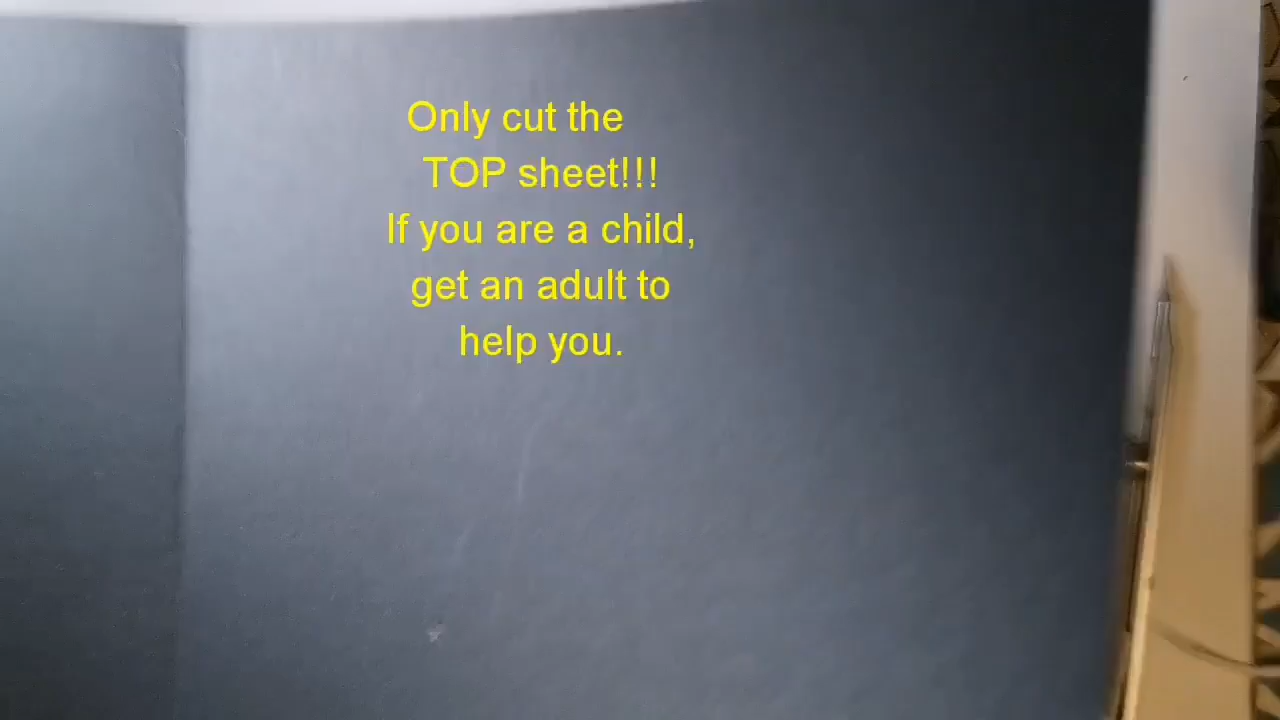 Only cut the
TOP sheet!!!
If you are a child,
get an adult to
help you.